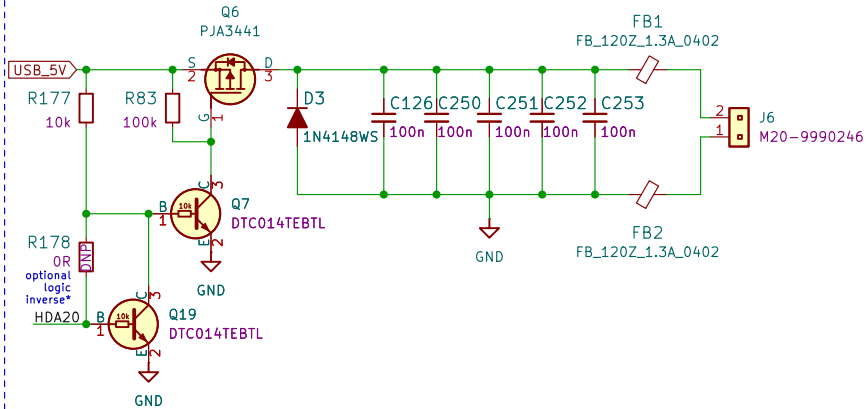 Q6
PJA3441
FB1
FB_120Z_1.3A_0402
USB_5V
S
2
D
3
G
1
R177
10k
R83
100k
D3
1N4148WS
C126
100n
C250
100n
C251
100n
C252
100n
C253
100n
2
1
J6
M20-9990246
C
3
B
1
10k
E
2
Q7
DTC014TEBTL
GND
GND
FB2
FB_120Z_1.3A_0402
R178
0R
DNP
optional
logic
inverse*
HDA20
C
3
B
1
10k
E
2
Q19
DTC014TEBTL
GND